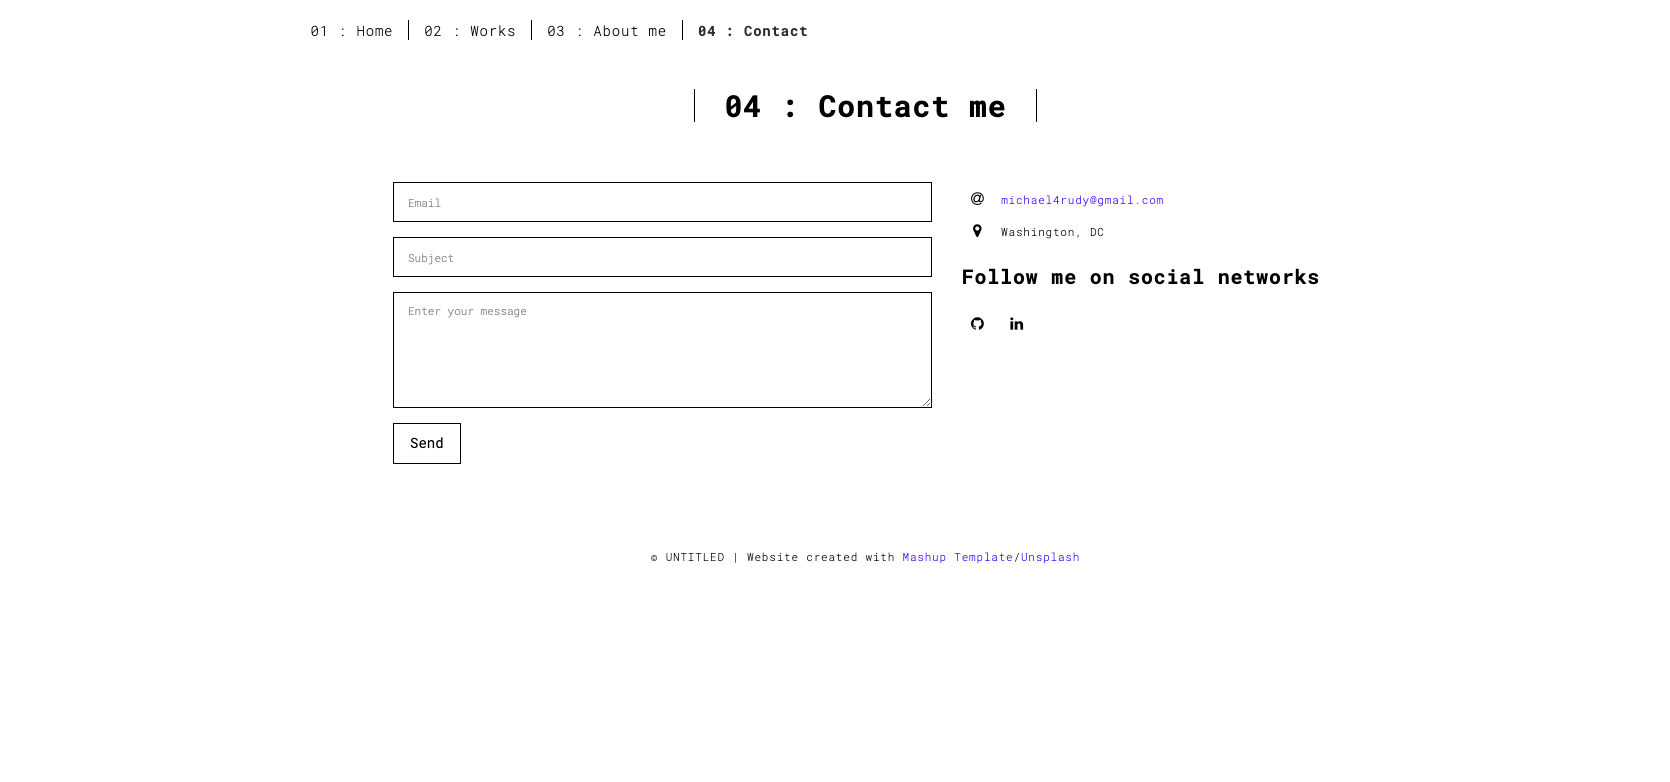 01 : Home | 02 : Works | 03 : About me | 04 : Contact
04 : Contact me
Email
Subject
Enter your message
Send
michael4rudy@gmail.com
Washington, DC
Follow me on social networks
© UNTITLED | Website created with Mashup Template/Unsplash